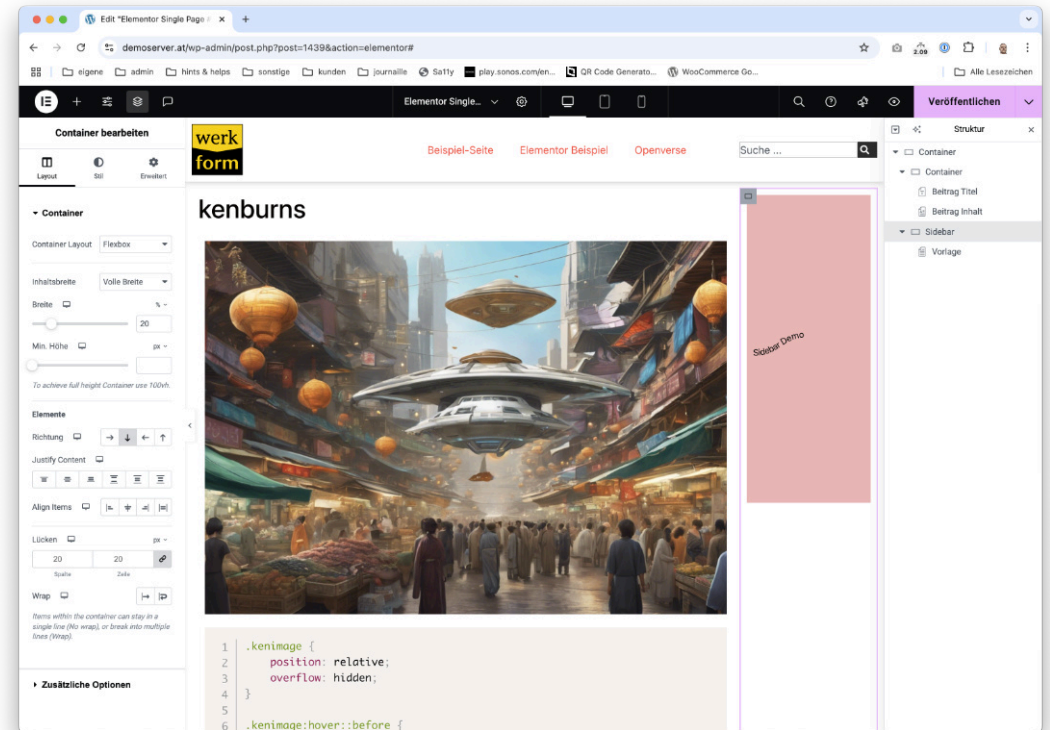 Edit "Elementor Single Page #
demoserver.at/wp-admin/post.php?post=1439&action=elementor#
2.09
eigene admin hints & helps sonstige kunden journaille Sa11y play.sonos.com/en... QR Code Generato... WooCommerce Go... Alle Lesezeichen
Elementor Single... Veröffentlichen
Container bearbeiten
Layout Stil Erweitert
Container
Container Layout Flexbox
Inhaltsbreite Volle Breite
Breite %
20
Min. Höhe px
To achieve full height Container use 100vh.
Elemente
Richtung
Justify Content
Align Items
Lücken px
20 20
Spalte Zeile
Wrap
Items within the container can stay in a
single line (No wrap), or break into multiple
lines (Wrap).
Zusätzliche Optionen
werk
form
Beispiel-Seite Elementor Beispiel Openverse Suche ...
kenburns
Sidebar Demo
1 .kenimage {
2 position: relative;
3 overflow: hidden;
4 }
5
6 .kenimage:hover::before {
Struktur
Container
Container
Beitrag Titel
Beitrag Inhalt
Sidebar
Vorlage